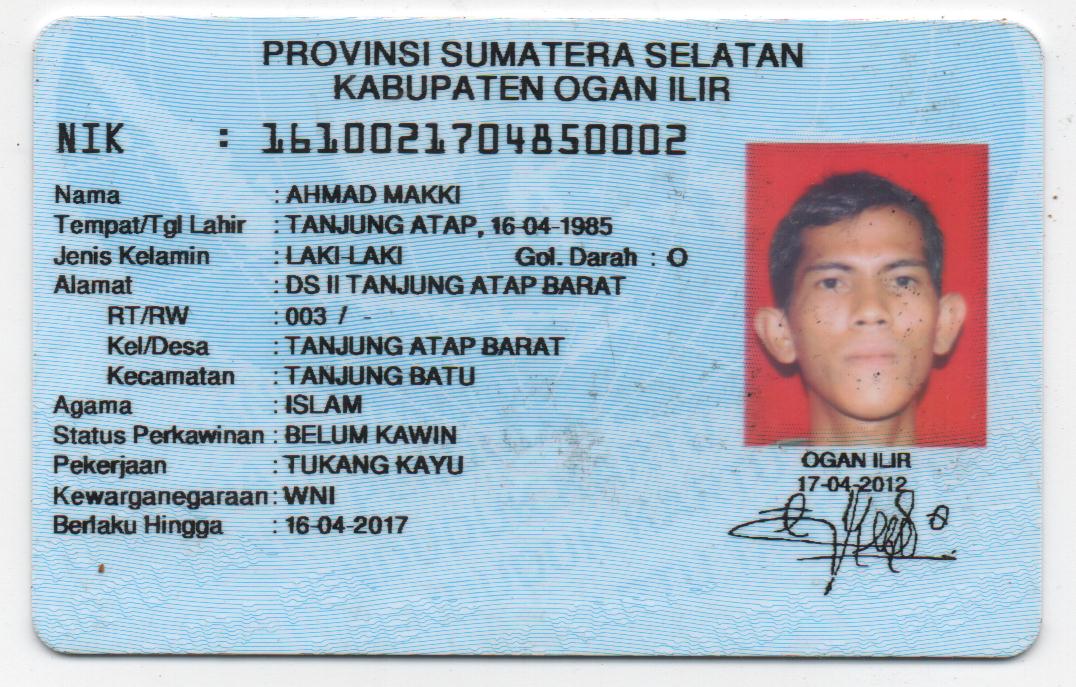 PROVINSI SUMATERA SELATAN
KABUPATEN OGAN ILIR
NIK : 1610021704850002
Nama : AHMAD MAKKI
Tempat/Tgl Lahir : TANJUNG ATAP, 16-04-1985
Jenis Kelamin : LAKI-LAKI Gol. Darah : O
Alamat : DS II TANJUNG ATAP BARAT
RT/RW : 003 / -
Kel/Desa : TANJUNG ATAP BARAT
Kecamatan : TANJUNG BATU
Agama : ISLAM
Status Perkawinan : BELUM KAWIN
Pekerjaan : TUKANG KAYU
Kewarganegaraan : WNI
Berlaku Hingga : 16-04-2017
OGAN ILIR
17-04-2012